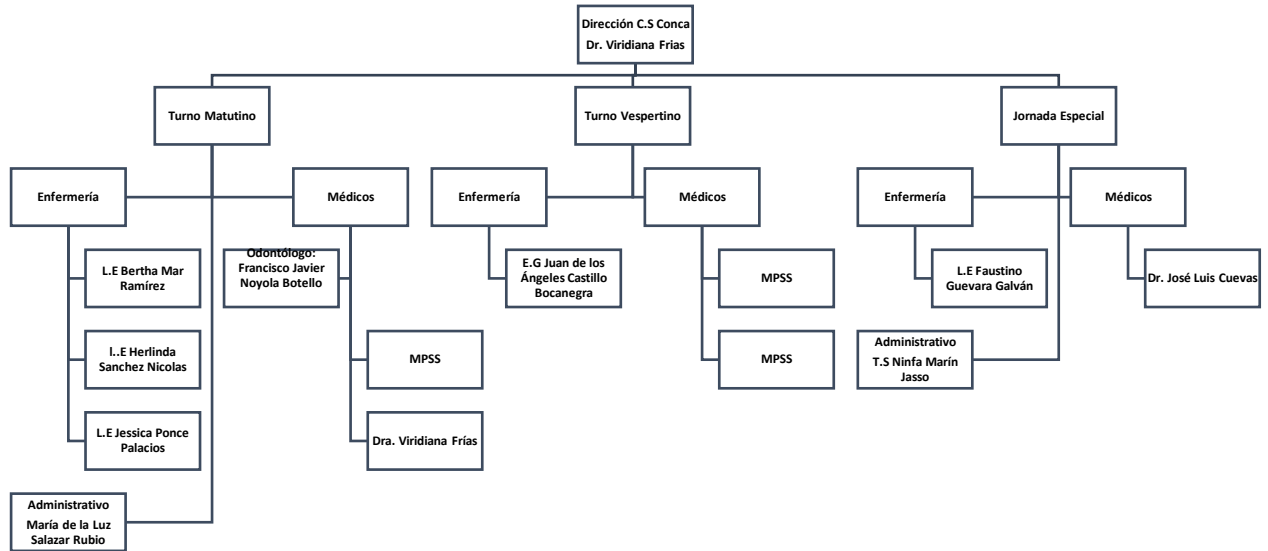 Dirección C.S Conca
Dr. Viridiana Frias
Turno Matutino
Turno Vespertino
Jornada Especial
Enfermería
Médicos
Enfermería
Médicos
Enfermería
Médicos
L.E Bertha Mar
Ramírez
Odontólogo:
Francisco Javier
Noyola Botello
E.G Juan de los
Ángeles Castillo
Bocanegra
MPSS
L.E Faustino
Guevara Galván
Dr. José Luis Cuevas
l..E Herlinda
Sanchez Nicolas
MPSS
MPSS
Administrativo
T.S Ninfa Marín
Jasso
L.E Jessica Ponce
Palacios
Dra. Viridiana Frías
Administrativo
María de la Luz
Salazar Rubio